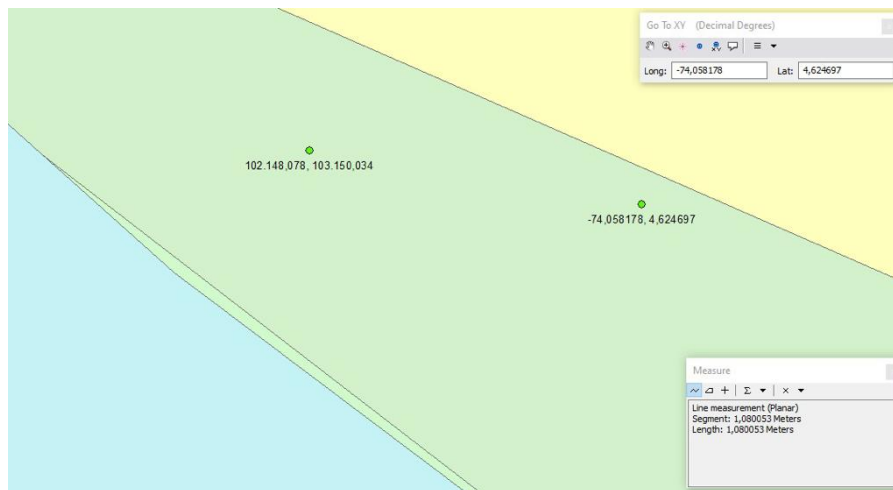 Go To XY (Decimal Degrees)
Long: -74,058178 Lat: 4,624697
102.148,078, 103.150,034
-74,058178, 4,624697
Measure
Line measurement (Planar)
Segment: 1,080053 Meters
Length: 1,080053 Meters